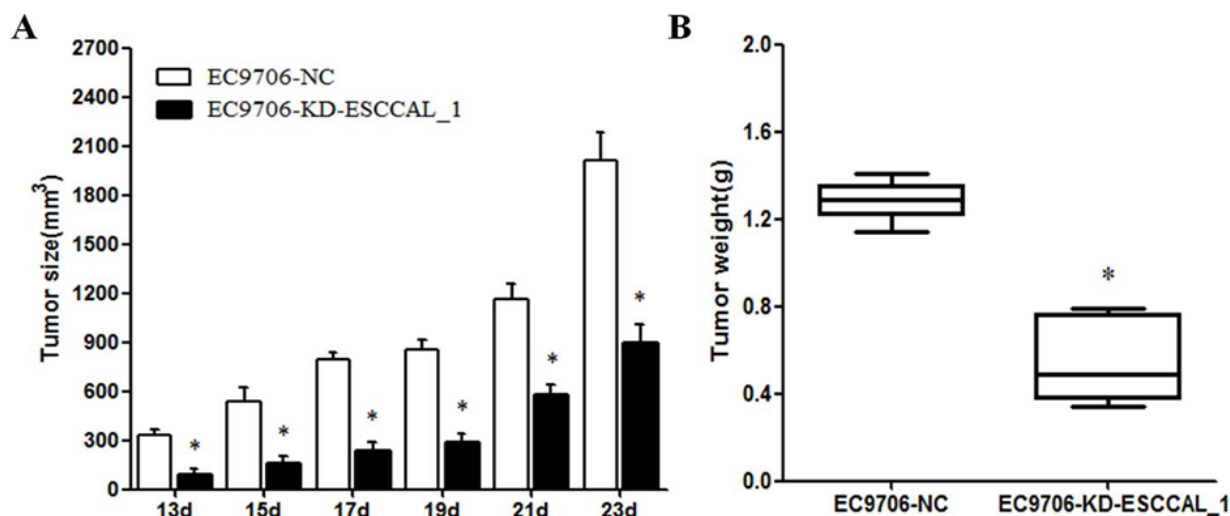 A
Tumor size(mm³)
2700
2400
2100
1800
1500
1200
900
600
300
0
EC9706-NC
EC9706-KD-ESCCAL_1
*
*
*
*
*
*
13d 15d 17d 19d 21d 23d
B
Tumor weight(g)
2.0
1.6
1.2
0.8
0.4
0.0
*
EC9706-NC EC9706-KD-ESCCAL_1